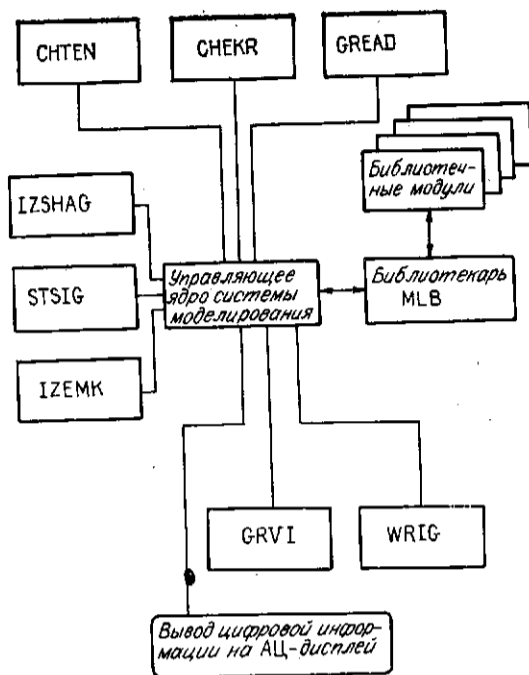 CHTEN
CHEKR
GREAD
Библиотеч-
ные модули
IZSHAG
STSIG
IZEMK
Управляющее
ядро системы
моделирования
Библиотекарь
MLB
GRVI
WRIG
Вывод цифровой инфор-
мации на АЦ-дисплей